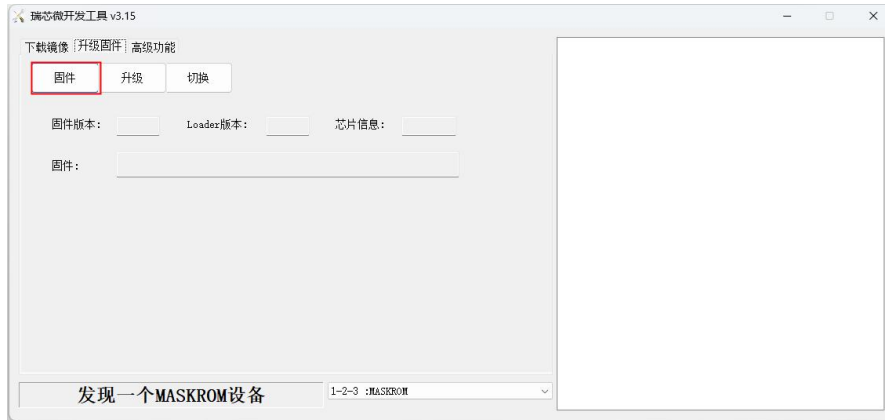 瑞芯微开发工具 v3.15
下载镜像 升级固件 高级功能
固件 升级 切换
固件版本： Loader版本： 芯片信息：
固件：
发现一个MASKROM设备 1-2-3 :MASKROM